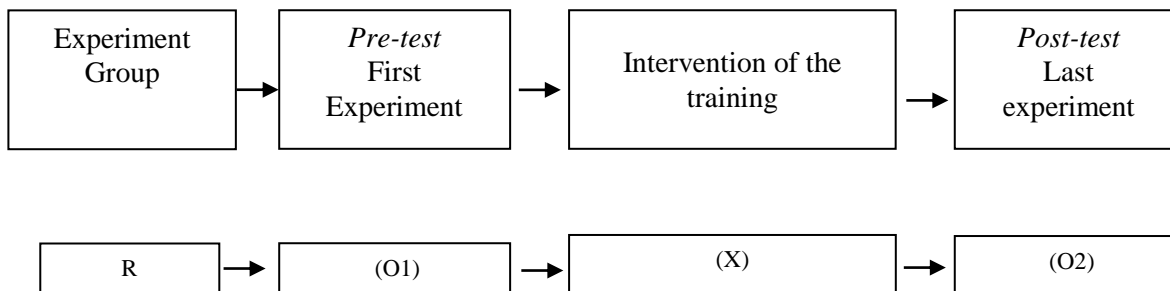 Experiment
Group
Pre-test
First
Experiment
Intervention of the
training
Post-test
Last
experiment
R
(O1)
(X)
(O2)